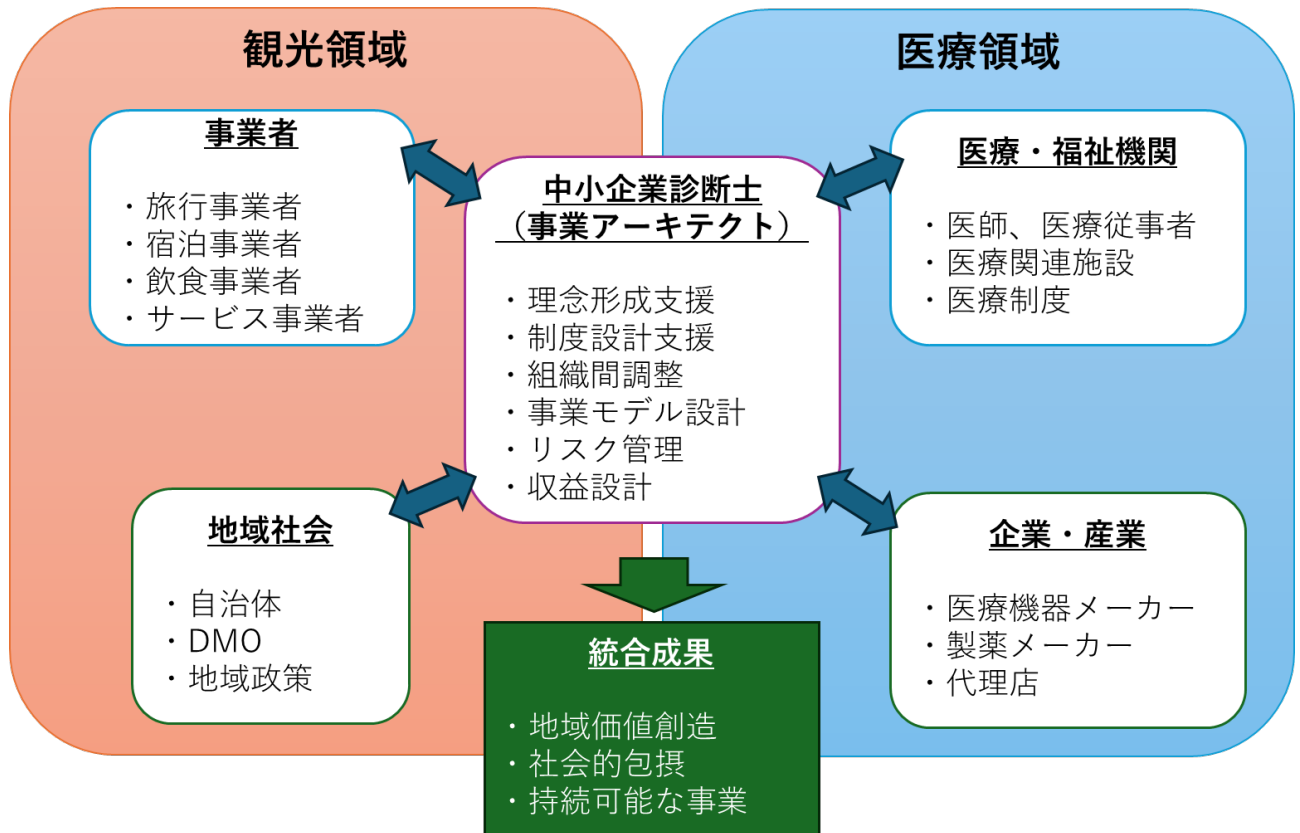 観光領域
医療領域
事業者
・旅行事業者
・宿泊事業者
・飲食事業者
・サービス事業者
中小企業診断士
（事業アーキテクト）
・理念形成支援
・制度設計支援
・組織間調整
・事業モデル設計
・リスク管理
・収益設計
医療・福祉機関
・医師、医療従事者
・医療関連施設
・医療制度
地域社会
・自治体
・DMO
・地域政策
企業・産業
・医療機器メーカー
・製薬メーカー
・代理店
統合成果
・地域価値創造
・社会的包摂
・持続可能な事業